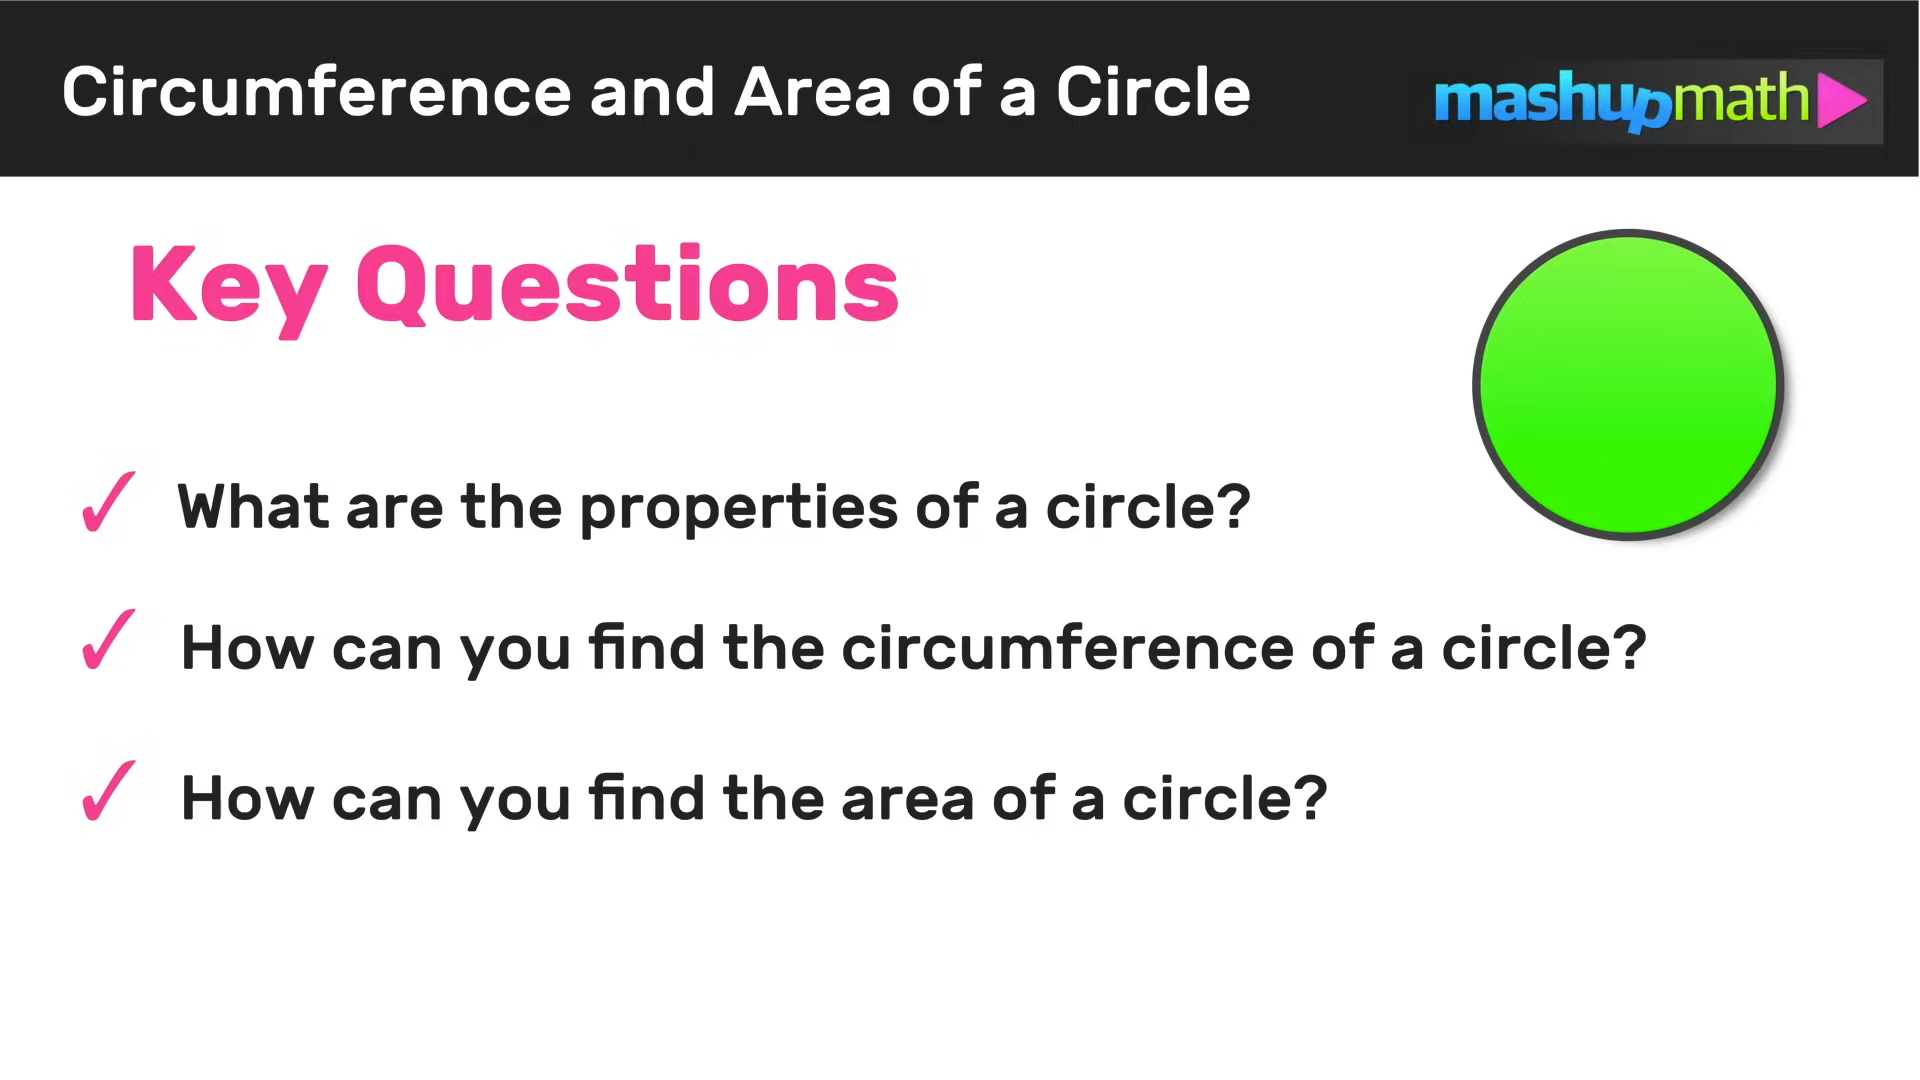 Circumference and Area of a Circle
mashupmath
Key Questions
✓ What are the properties of a circle?
✓ How can you find the circumference of a circle?
✓ How can you find the area of a circle?